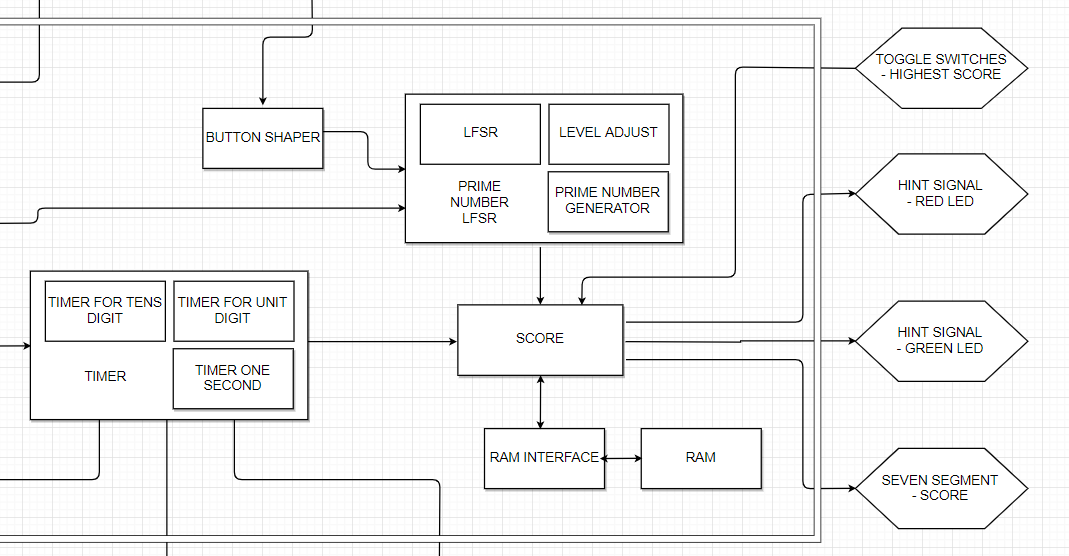 TOGGLE SWITCHES
- HIGHEST SCORE
BUTTON SHAPER
LFSR
LEVEL ADJUST
PRIME
NUMBER
LFSR
PRIME NUMBER
GENERATOR
HINT SIGNAL
- RED LED
TIMER FOR TENS
DIGIT
TIMER FOR UNIT
DIGIT
TIMER
TIMER ONE
SECOND
SCORE
HINT SIGNAL
- GREEN LED
RAM INTERFACE
RAM
SEVEN SEGMENT
- SCORE